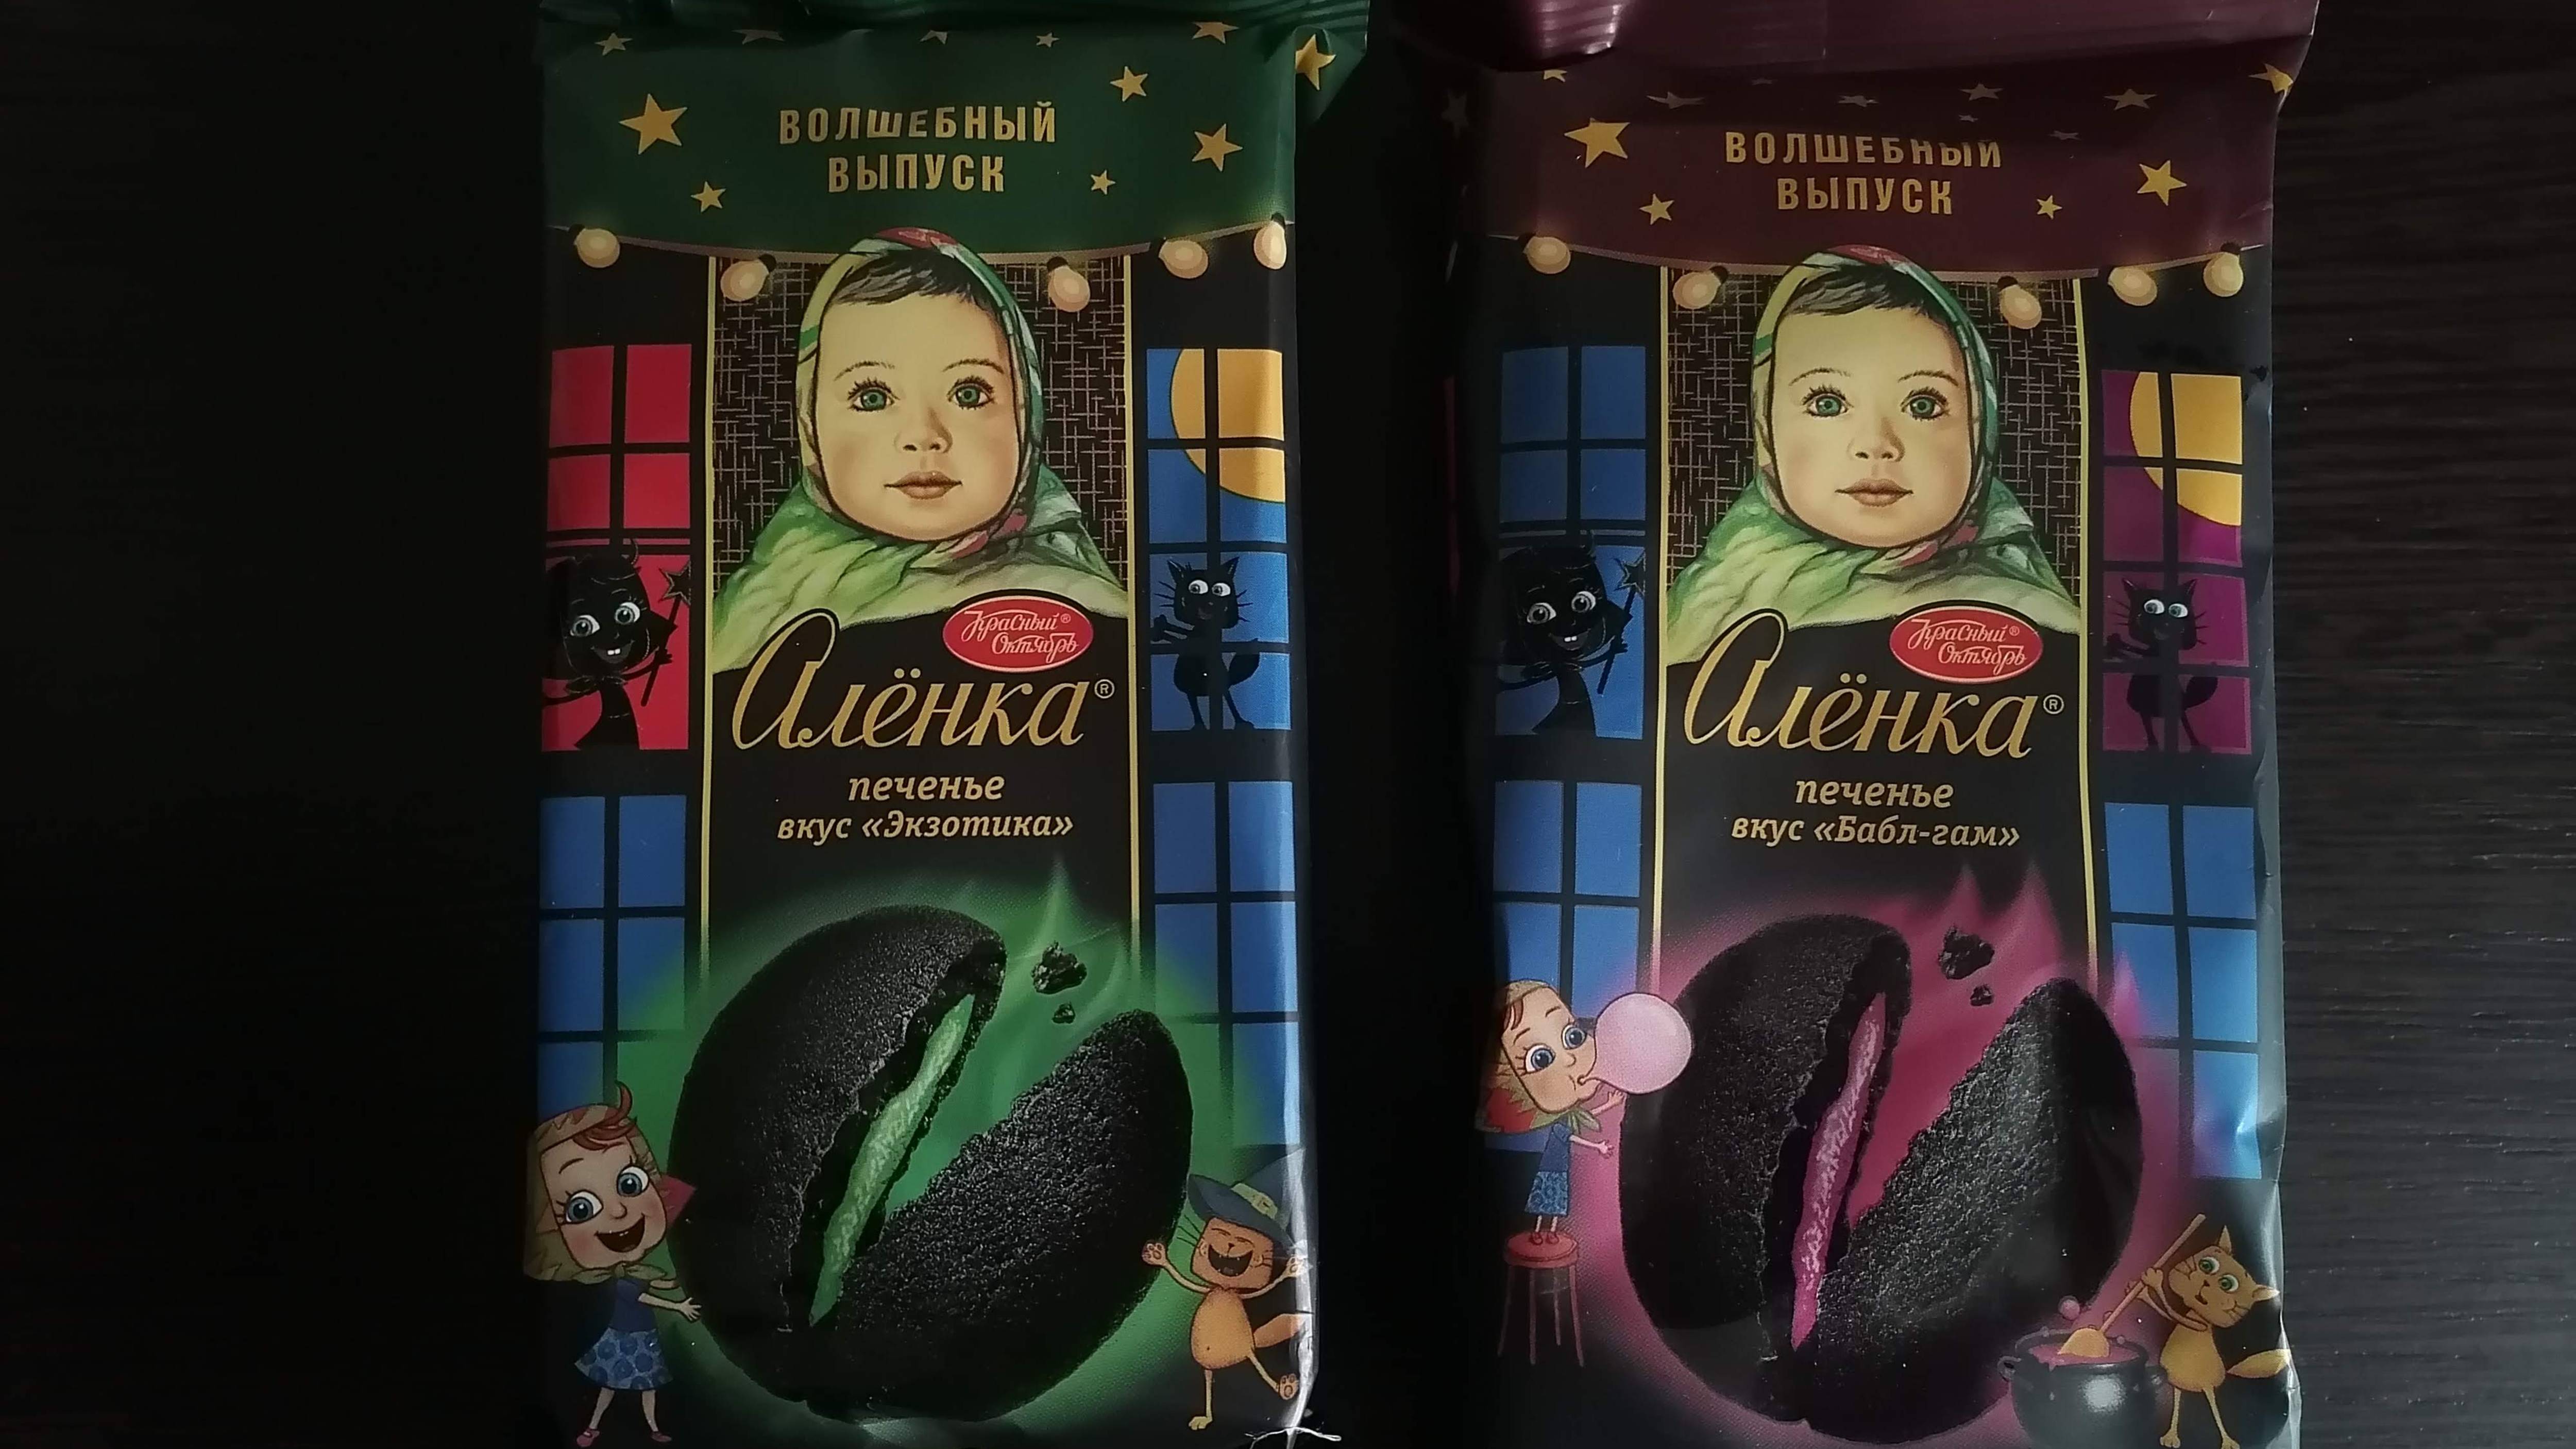 ВОЛШЕБНЫЙ
ВЫПУСК
Красный®
Октябрь
Алёнка®
печенье
вкус «Экзотика»
ВОЛШЕБНЫЙ
ВЫПУСК
Красный®
Октябрь
Алёнка®
печенье
вкус «Бабл-гам»